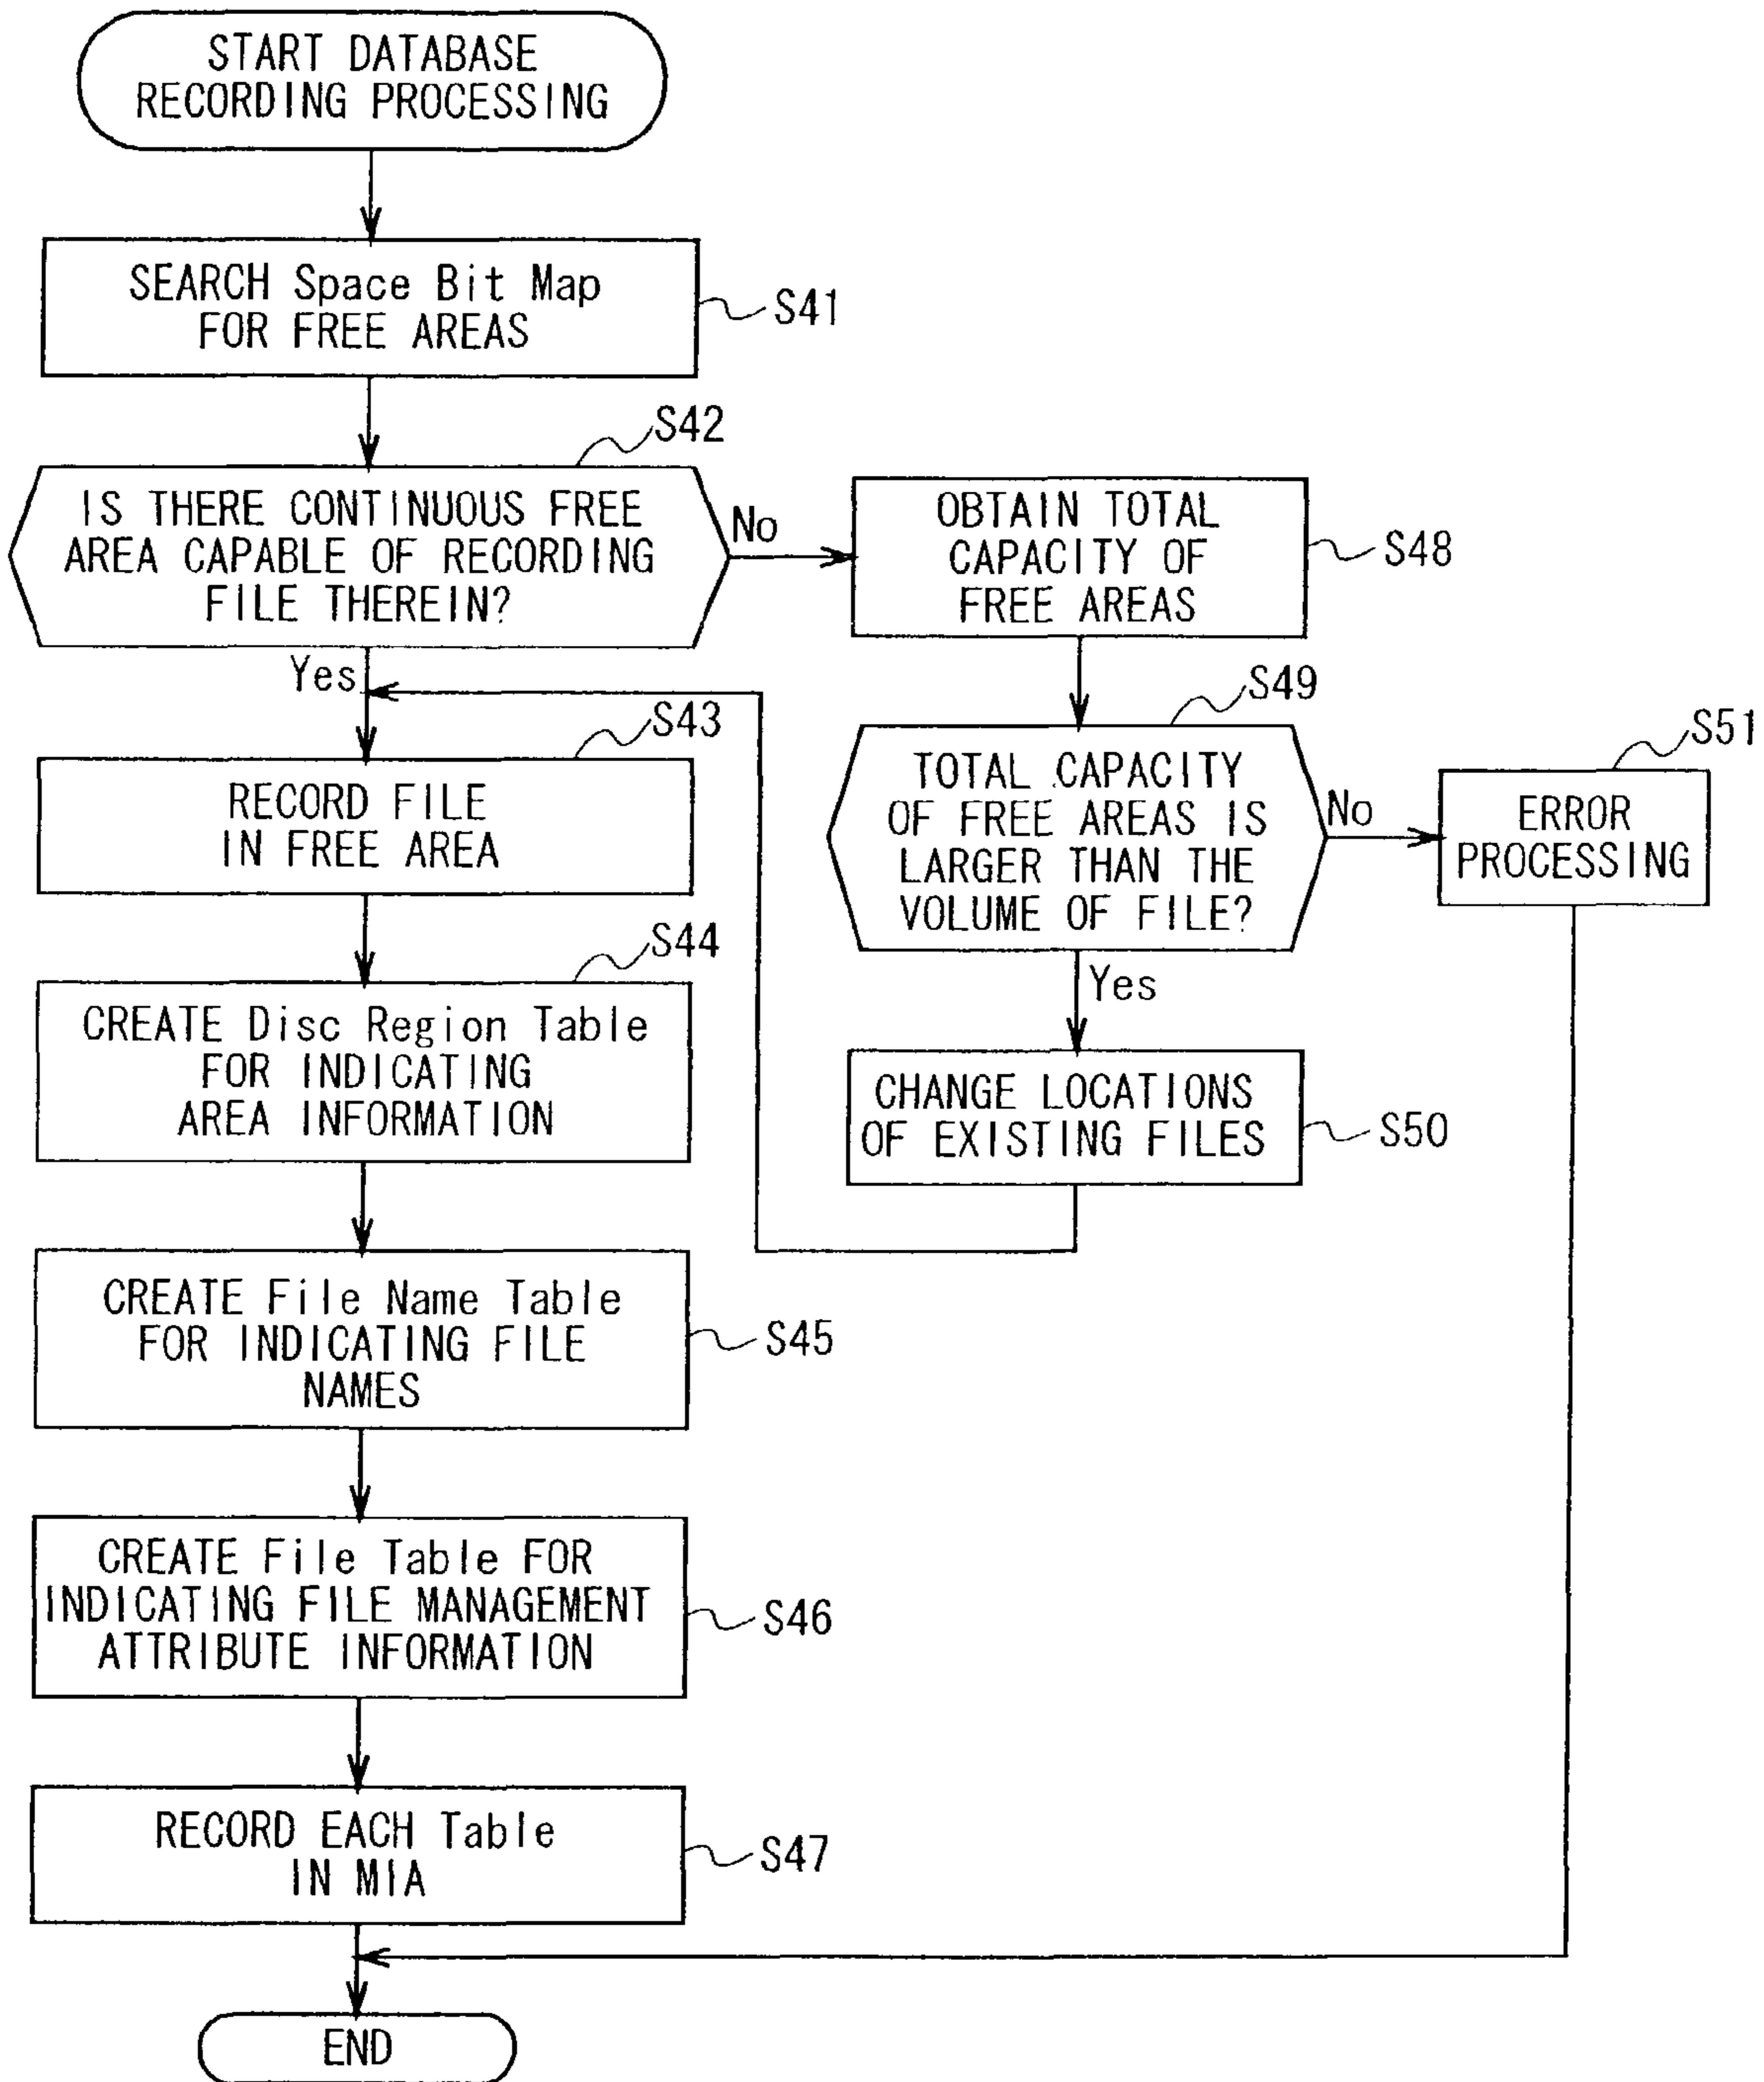 START DATABASE
RECORDING PROCESSING
SEARCH Space Bit Map
FOR FREE AREAS
S41
S42
IS THERE CONTINUOUS FREE
AREA CAPABLE OF RECORDING
FILE THEREIN?
No
Yes
S43
RECORD FILE
IN FREE AREA
S44
CREATE Disc Region Table
FOR INDICATING
AREA INFORMATION
CREATE File Name Table
FOR INDICATING FILE
NAMES
S45
CREATE File Table FOR
INDICATING FILE MANAGEMENT
ATTRIBUTE INFORMATION
S46
RECORD EACH Table
IN MIA
S47
END
OBTAIN TOTAL
CAPACITY OF
FREE AREAS
S48
S49
TOTAL CAPACITY
OF FREE AREAS IS
LARGER THAN THE
VOLUME OF FILE?
No
Yes
CHANGE LOCATIONS
OF EXISTING FILES
S50
S51
ERROR
PROCESSING